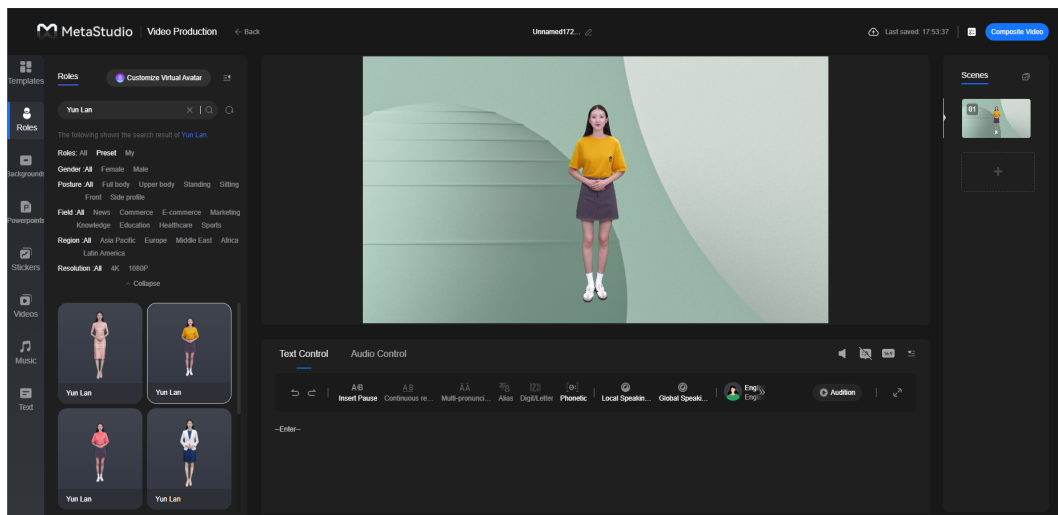 MetaStudio | Video Production ← Back
Unnamed172...
Last saved: 17:53:37
Composite Video
Templates
Roles
Backgrounds
Powerpoints
Stickers
Videos
Music
Text
Roles
Customize Virtual Avatar
Yun Lan
The following shows the search result of Yun Lan
Roles: All Preset My
Gender :All Female Male
Posture :All Full body Upper body Standing Sitting
Front Side profile
Field :All News Commerce E-commerce Marketing
Knowledge Education Healthcare Sports
Region :All Asia Pacific Europe Middle East Africa
Latin America
Resolution :All 4K 1080P
Collapse
Yun Lan
Yun Lan
Yun Lan
Yun Lan
Text Control Audio Control
16:9
Insert Pause Continuous re... Multi-pronunci... Alias Digit/Letter Phonetic
Local Speakin... Global Speaki...
Audition
--Enter--
Scenes
01